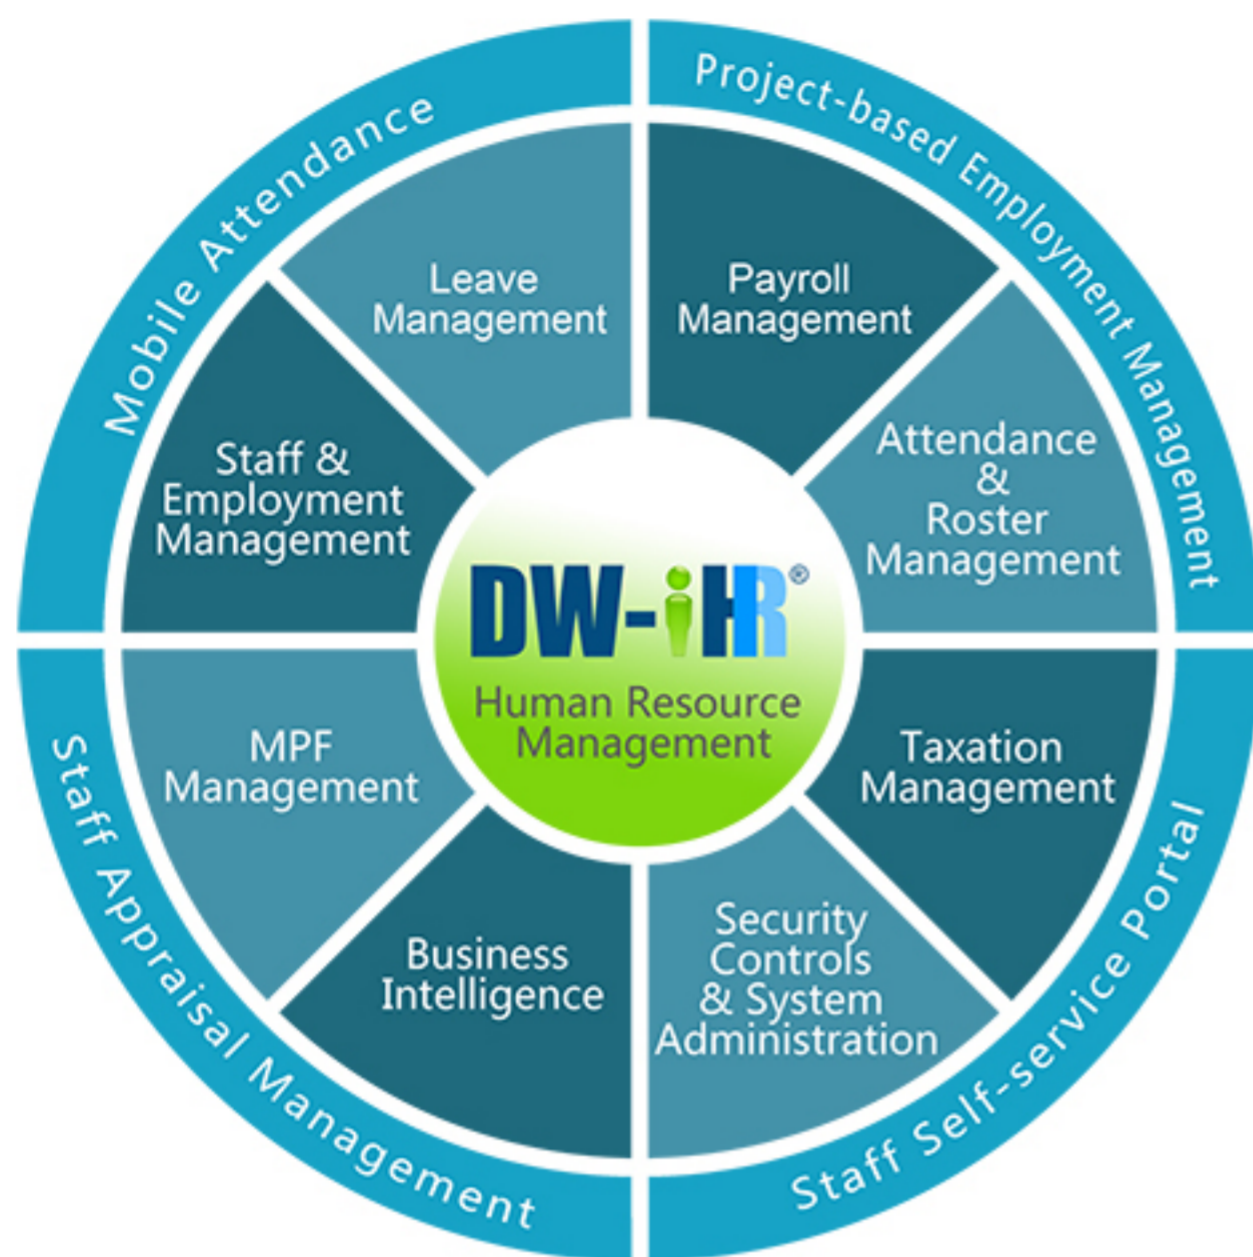 Mobile Attendance
Project-based Employment Management
Leave
Management
Payroll
Management
Staff &
Employment
Management
Attendance
&
Roster
Management
DW-iHR®
Human Resource
Management
MPF
Management
Taxation
Management
Business
Intelligence
Security
Controls
& System
Administration
Staff Appraisal Management
Staff Self-service Portal